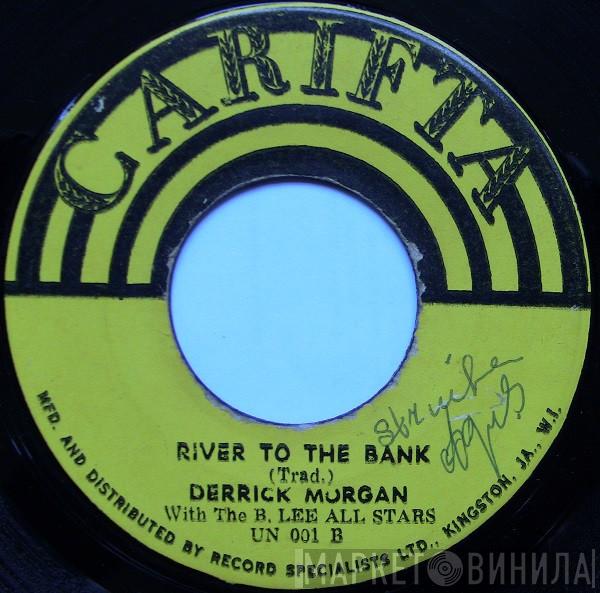 CARIFTA
RIVER TO THE BANK
(Trad.)
DERRICK MORGAN
With The B. LEE ALL STARS
UN 001 B
MFD. AND DISTRIBUTED BY RECORD SPECIALISTS LTD., KINGSTON, JA., W.I.
МАРКЕТ ВИНИЛА